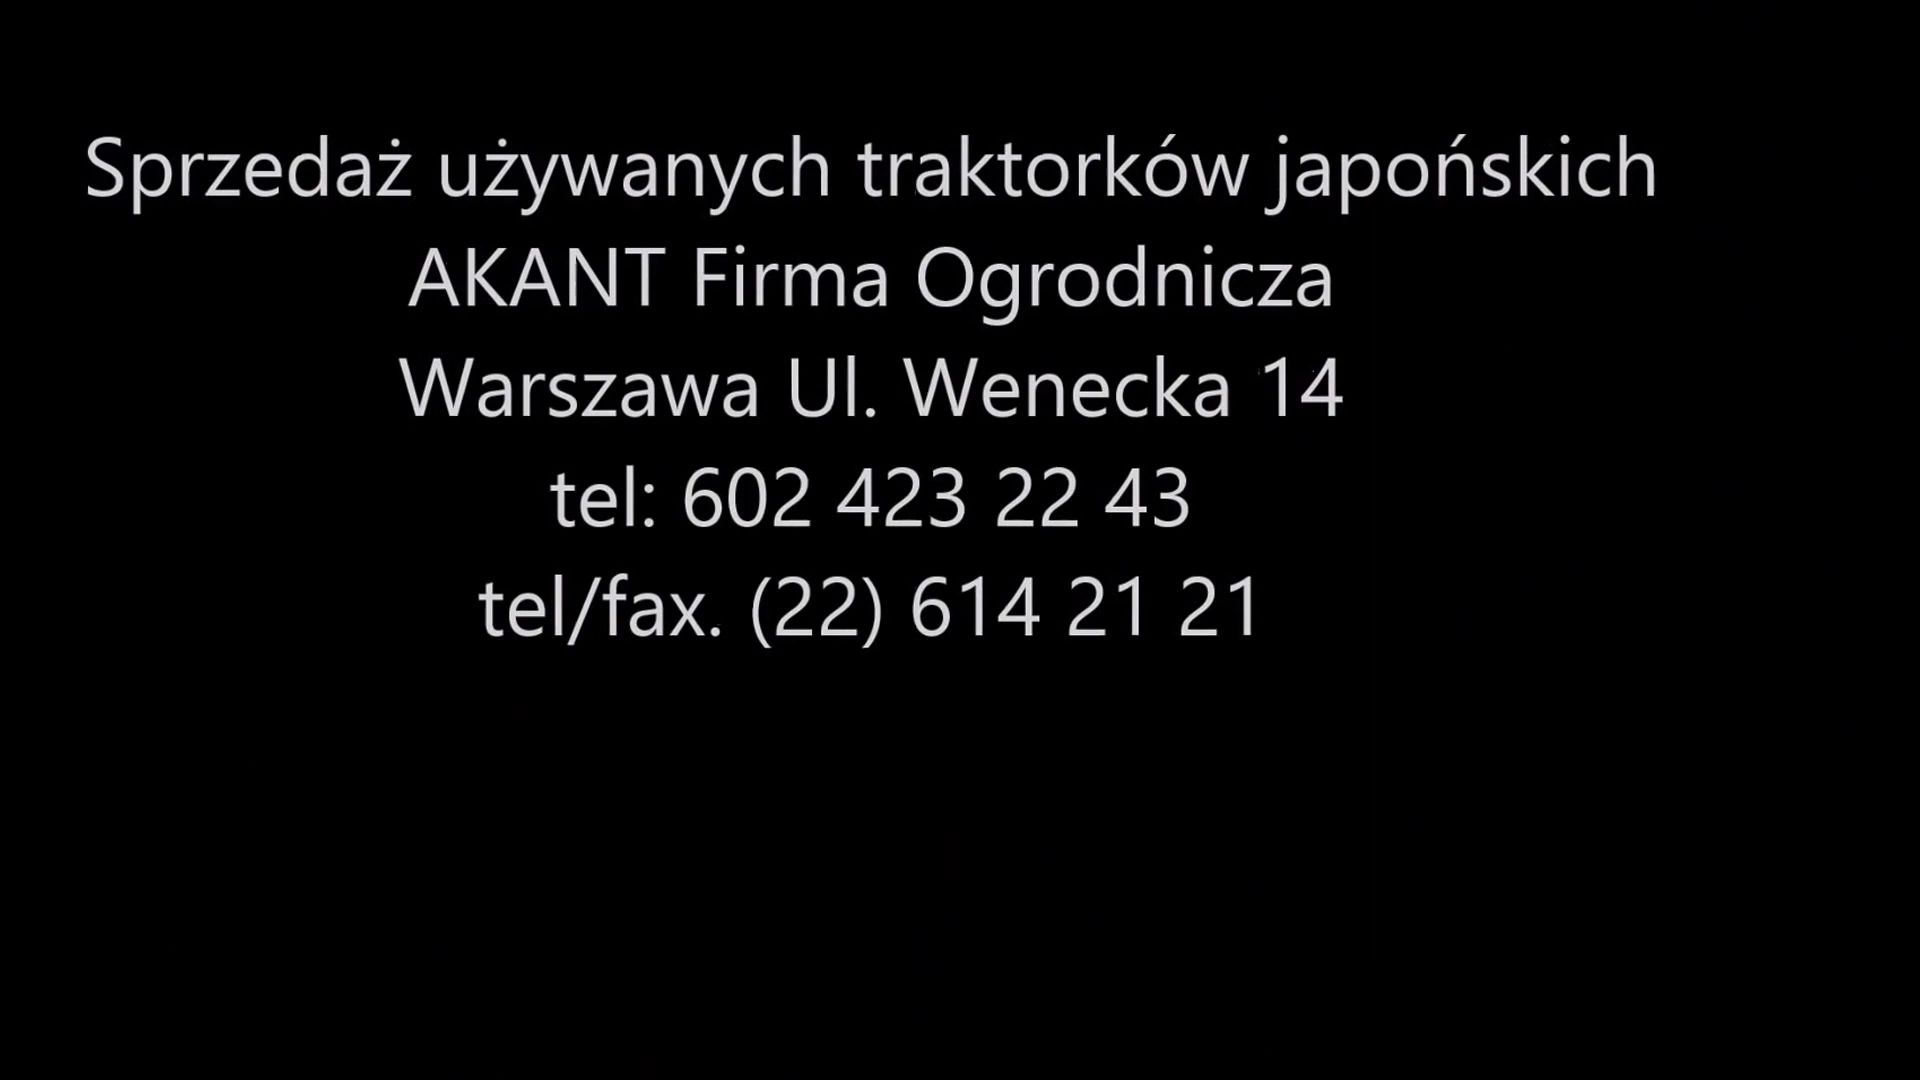 Sprzedaż używanych traktorków japońskich
AKANT Firma Ogrodnicza
Warszawa Ul. Wenecka 14
tel: 602 423 22 43
tel/fax. (22) 614 21 21